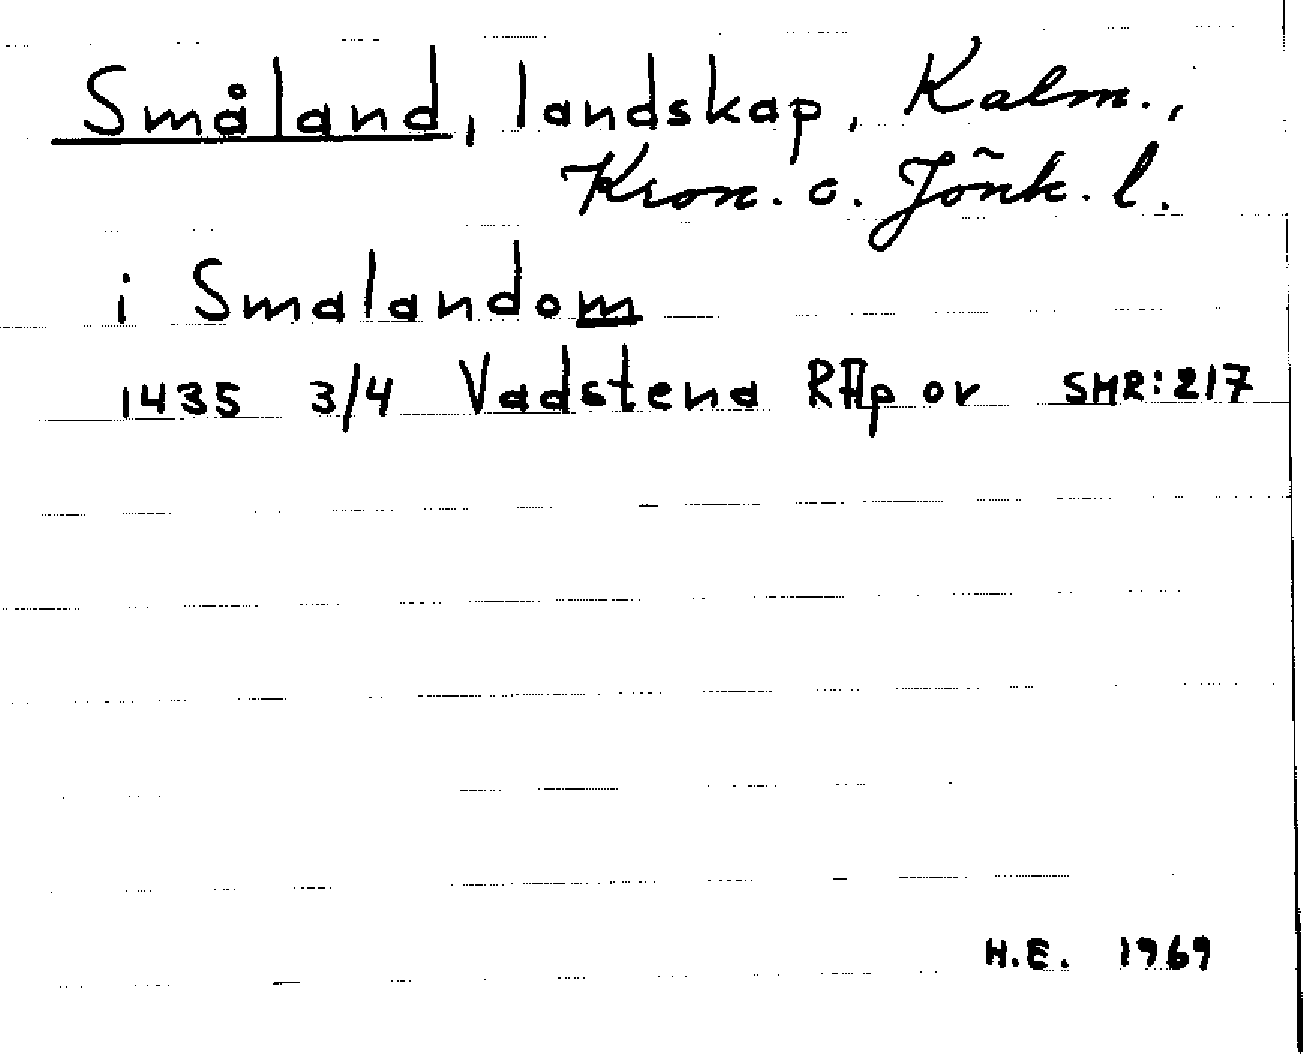 Småland, landskap, Kalm.,
Kron. o. Jönk. l.
i Smalandom
1435 3/4 Vadstena RAp or SMR:217
H.E. 1969